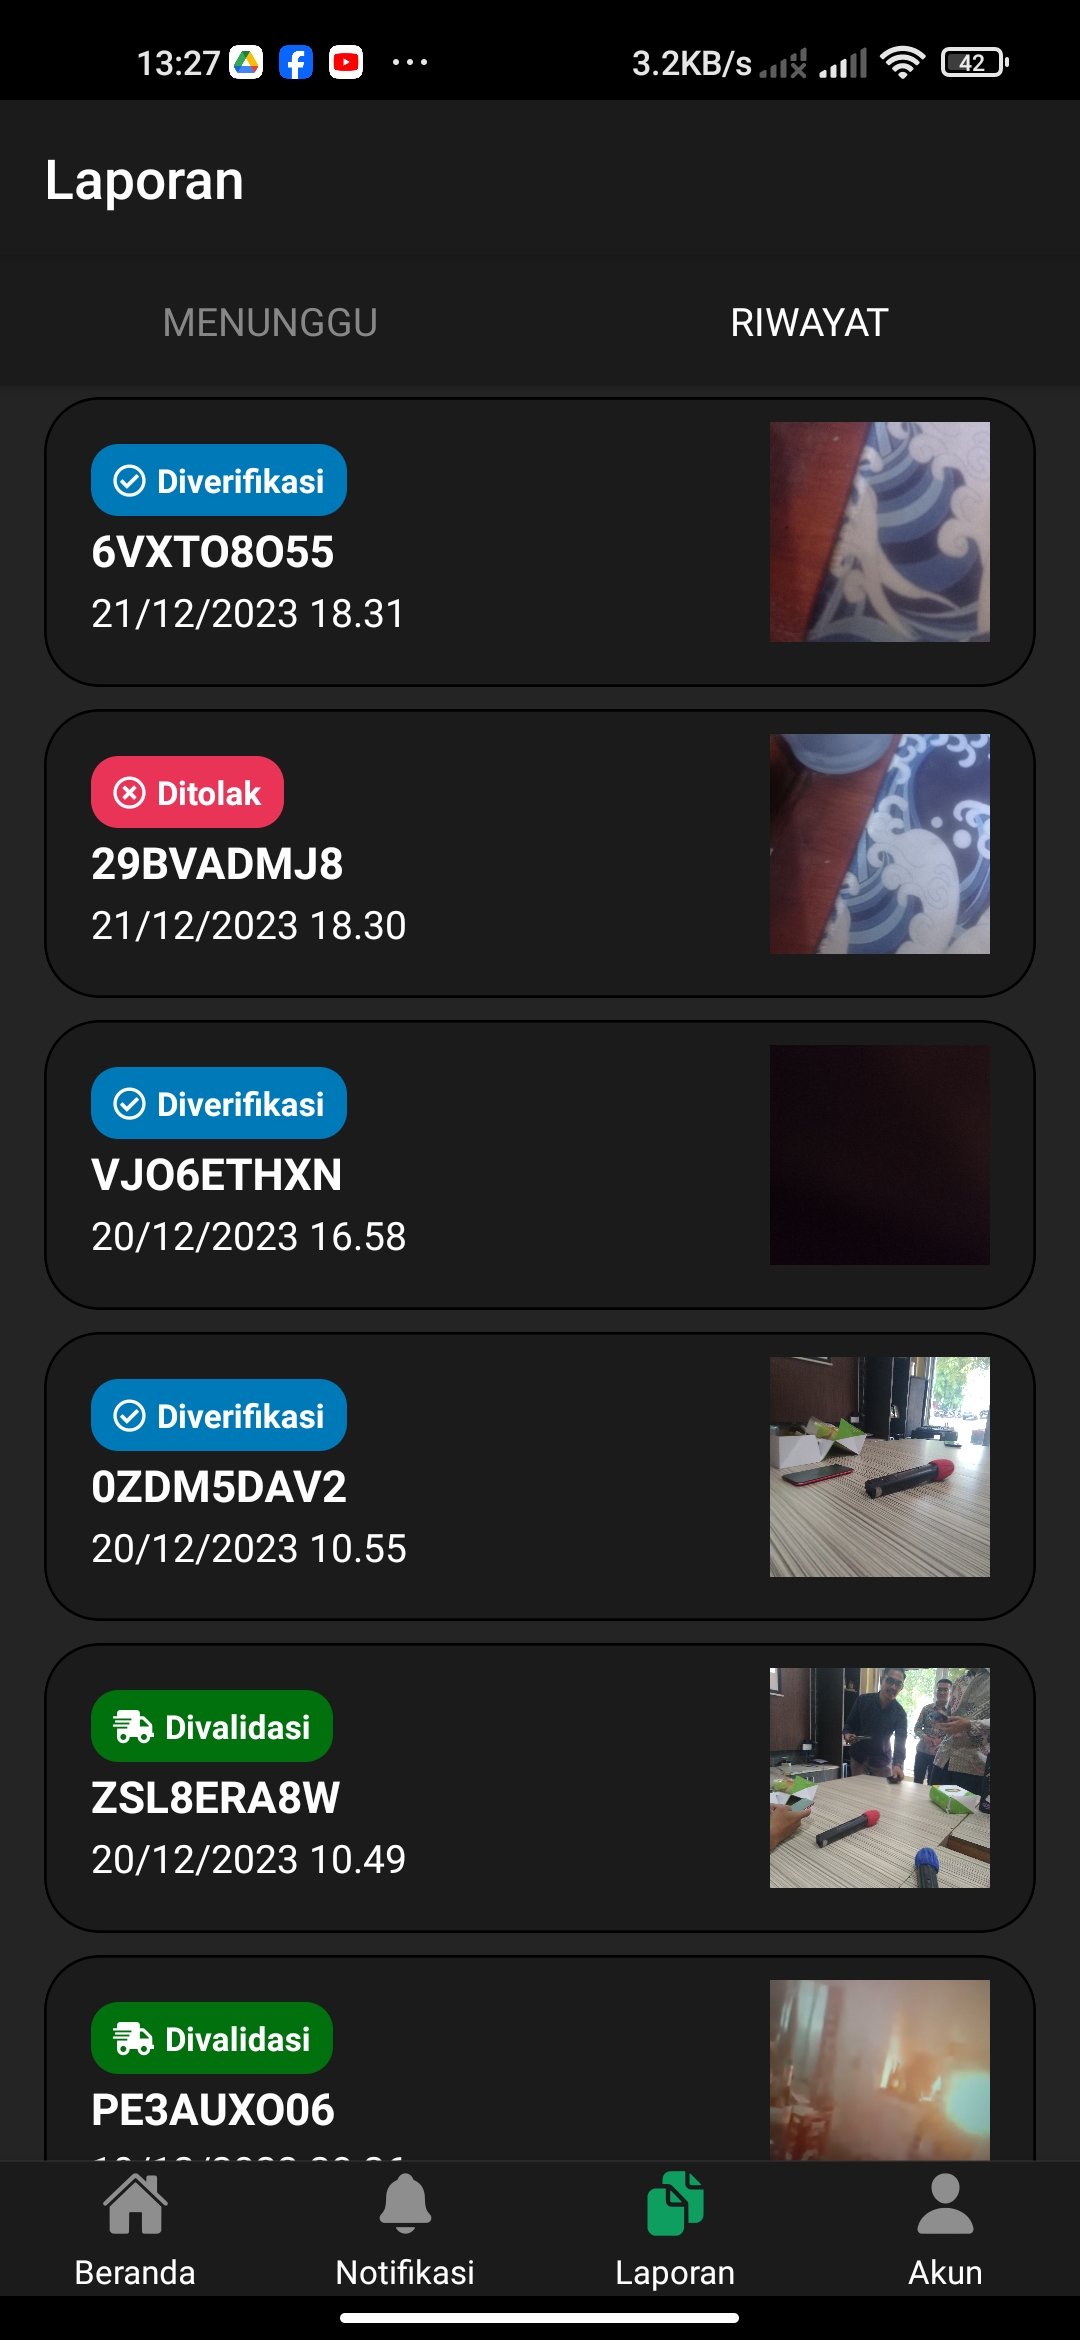 13:27 ... 3.2KB/s 42
Laporan
MENUNGGU RIWAYAT
Diverifikasi
6VXTO8O55
21/12/2023 18.31
Ditolak
29BVADMJ8
21/12/2023 18.30
Diverifikasi
VJO6ETHXN
20/12/2023 16.58
Diverifikasi
0ZDM5DAV2
20/12/2023 10.55
Divalidasi
ZSL8ERA8W
20/12/2023 10.49
Divalidasi
PE3AUXO06
Beranda Notifikasi Laporan Akun